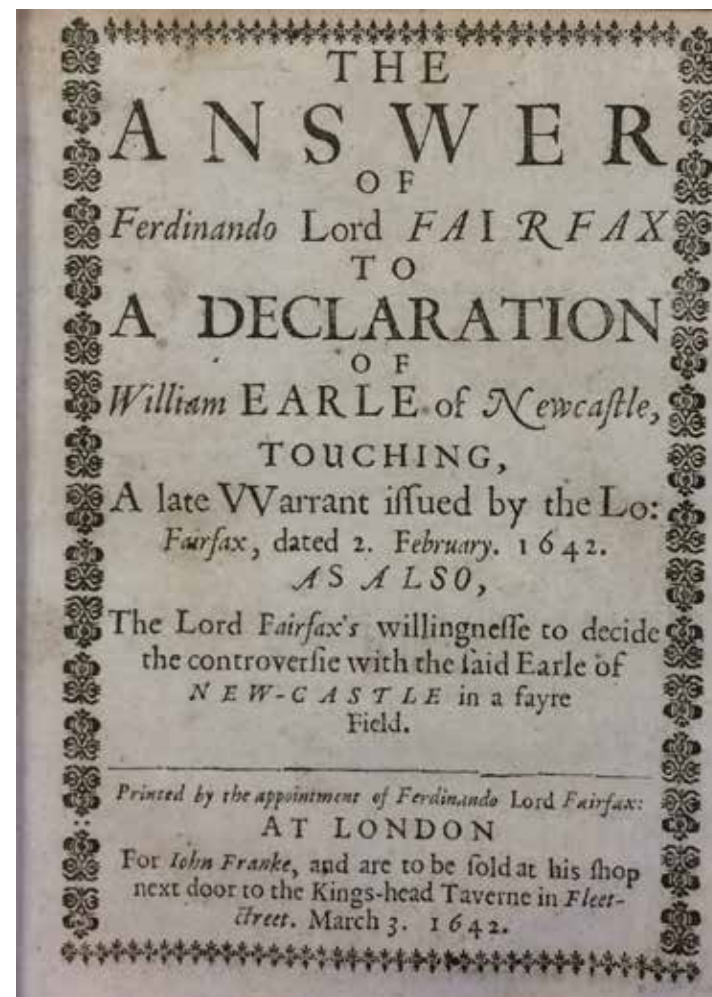 THE
ANSWER
OF
Ferdinando Lord FAIRFAX
TO
A DECLARATION
OF
William EARLE of Newcaſtle,
TOUCHING,
A late VVarrant iſſued by the Lo:
Fairfax, dated 2. February. 1642.
AS ALSO,
The Lord Fairfax's willingneſſe to decide
the controverſie with the ſaid Earle of
NEW-CASTLE in a fayre
Field.
Printed by the appointment of Ferdinando Lord Fairfax:
AT LONDON
For Iohn Franke, and are to be ſold at his ſhop
next door to the Kings-head Taverne in Fleet-
ſtreet. March 3. 1642.